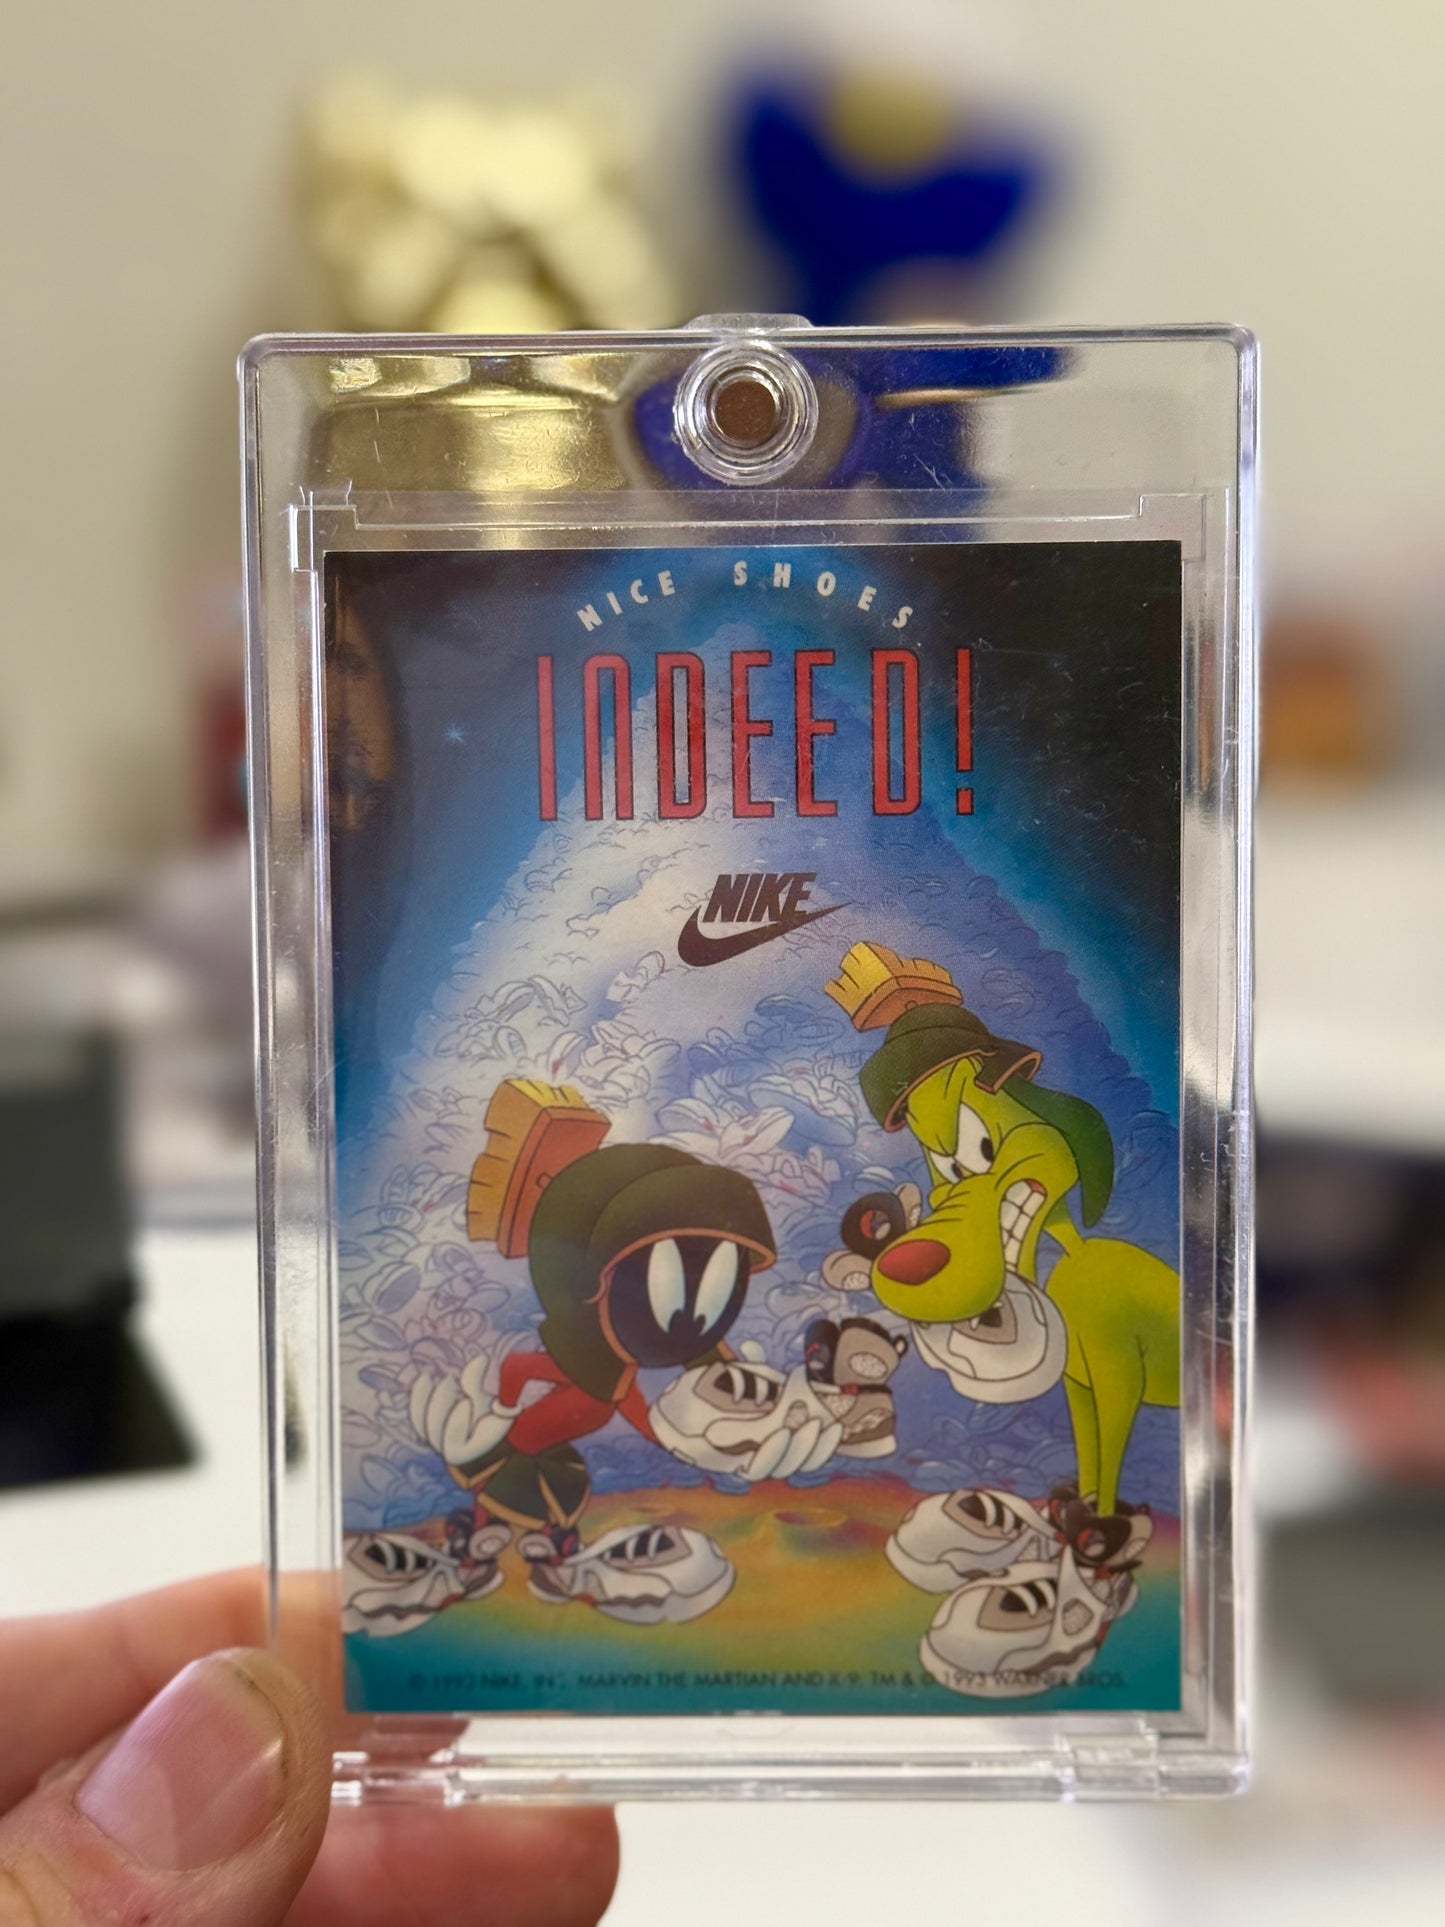 NICE SHOES
INDEED!
NIKE
© 1993 NIKE, INC. MARVIN THE MARTIAN AND K-9 TM & © 1993 WARNER BROS.